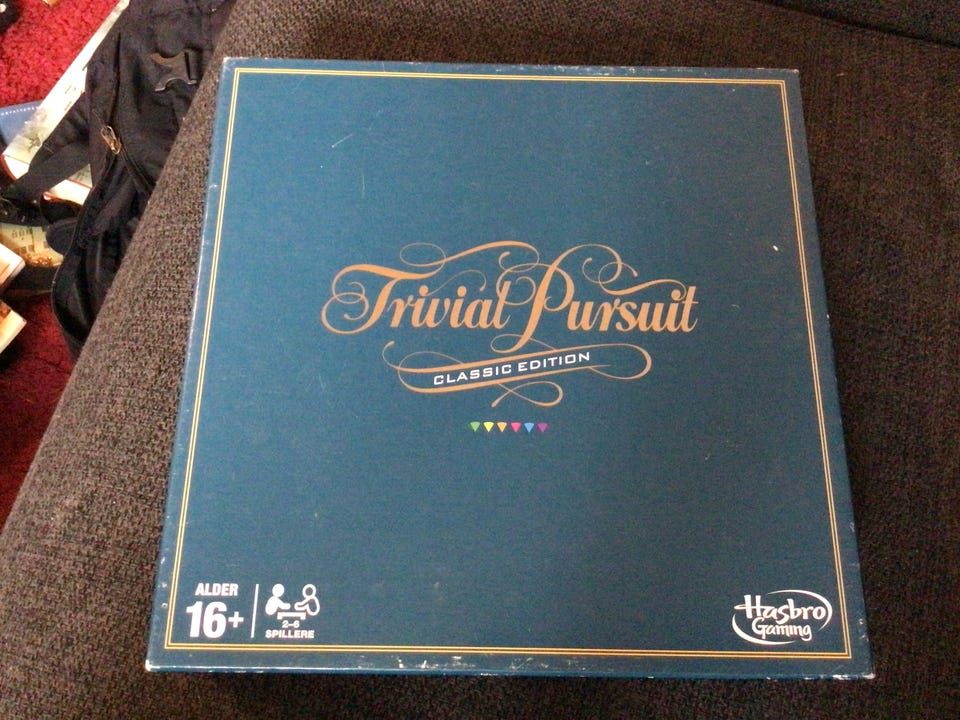 Trivial Pursuit
CLASSIC EDITION
ALDER
16+
2-6
SPILLERE
Hasbro
Gaming